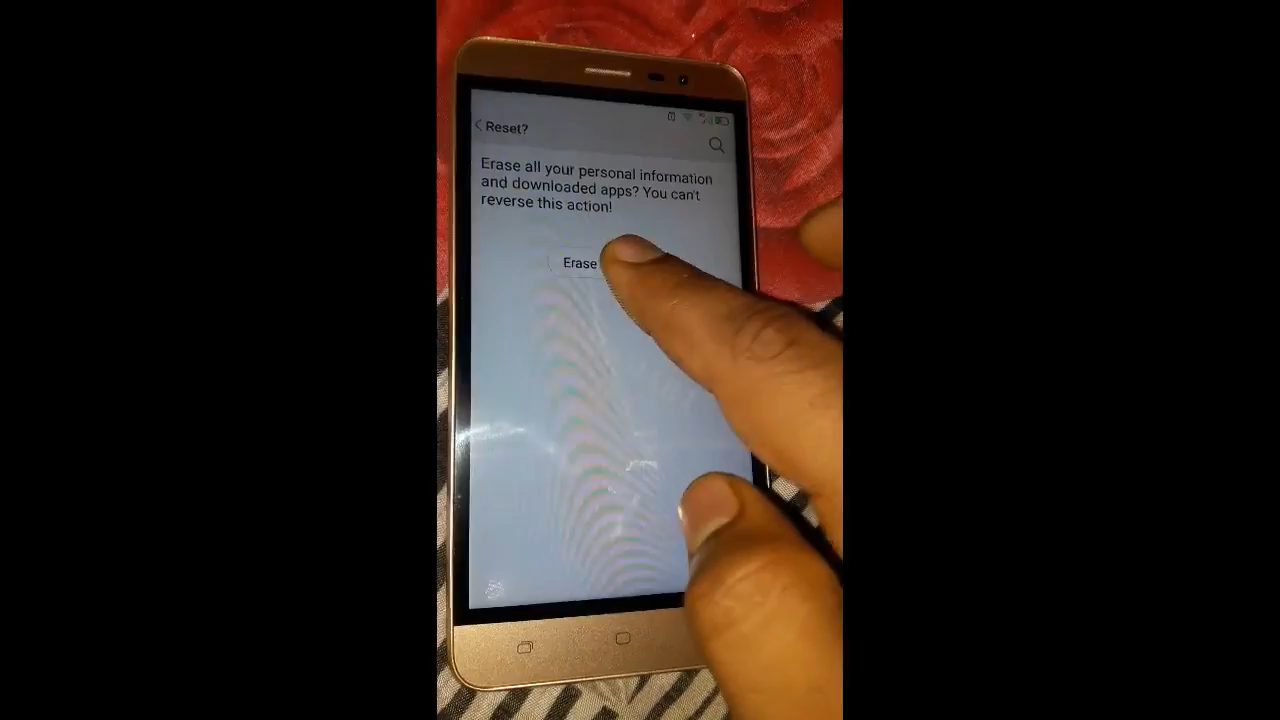 Reset?
Erase all your personal information
and downloaded apps? You can't
reverse this action!
Erase